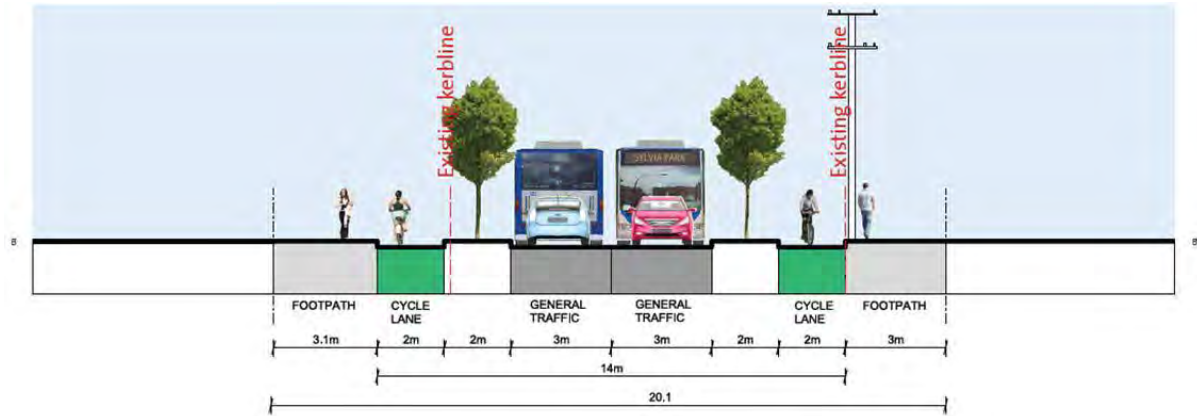 Existing kerbline
Existing kerbline
SYLVIA PARK
FOOTPATH
CYCLE
LANE
GENERAL
TRAFFIC
GENERAL
TRAFFIC
CYCLE
LANE
FOOTPATH
3.1m
2m
2m
3m
3m
2m
2m
3m
14m
20.1